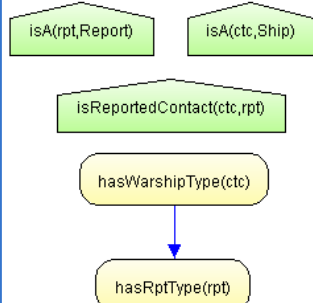 isA(rpt,Report)
isA(ctc,Ship)
isReportedContact(ctc,rpt)
hasWarshipType(ctc)
hasRptType(rpt)